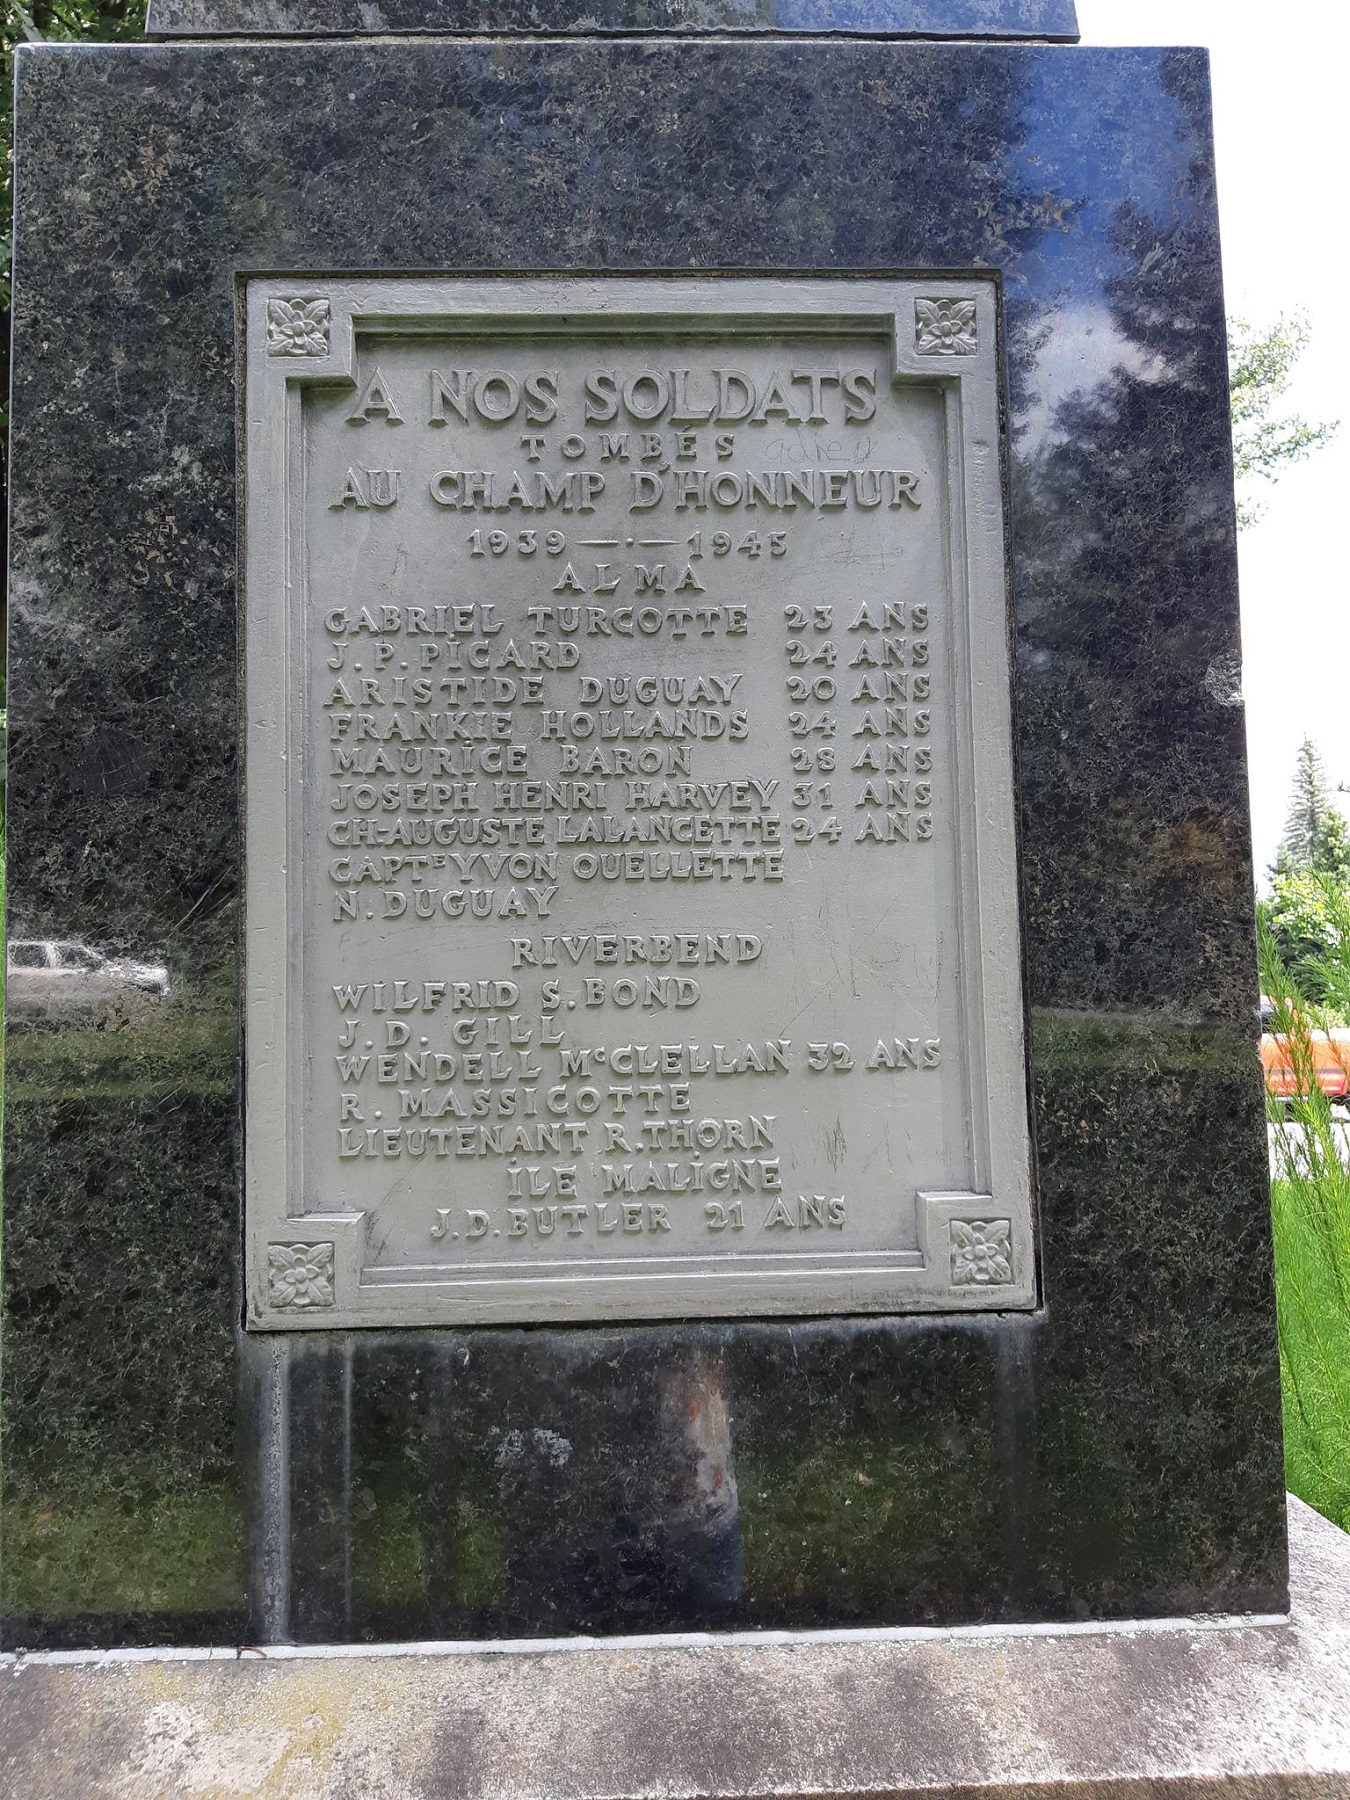 A NOS SOLDATS
TOMBÉS
adieu
AU CHAMP D'HONNEUR
1939—·—1945
ALMA
GABRIEL TURCOTTE 23 ANS
J.P. PICARD 24 ANS
ARISTIDE DUGUAY 20 ANS
FRANKIE HOLLANDS 24 ANS
MAURICE BARON 28 ANS
JOSEPH HENRI HARVEY 31 ANS
CH-AUGUSTE LALANCETTE 24 ANS
CAPT^E YVON OUELLETTE
N. DUGUAY
RIVERBEND
WILFRID S. BOND
J.D. GILL
WENDELL McCLELLAN 32 ANS
R. MASSICOTTE
LIEUTENANT R. THORN
ÎLE MALIGNE
J.D. BUTLER 21 ANS